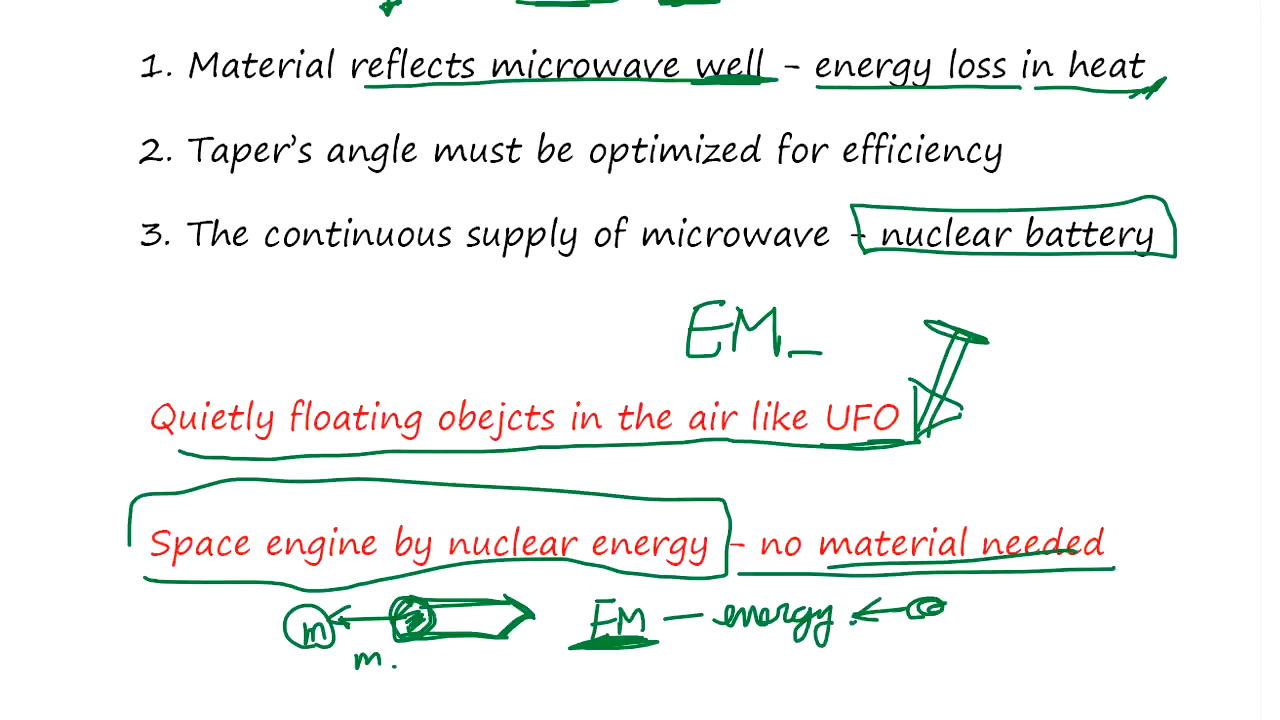 1. Material reflects microwave well - energy loss in heat
2. Taper's angle must be optimized for efficiency
3. The continuous supply of microwave - nuclear battery
EM_
Quietly floating obejcts in the air like UFO
Space engine by nuclear energy - no material needed
m EM - energy
m.